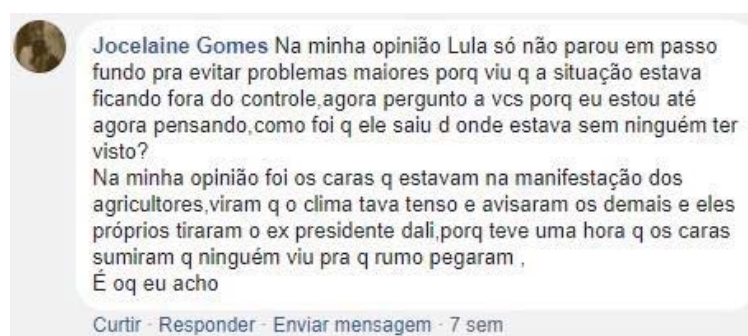 Jocelaine Gomes Na minha opinião Lula só não parou em passo
fundo pra evitar problemas maiores porq viu q a situação estava
ficando fora do controle,agora pergunto a vcs porq eu estou até
agora pensando,como foi q ele saiu d onde estava sem ninguém ter
visto?
Na minha opinião foi os caras q estavam na manifestação dos
agricultores,viram q o clima tava tenso e avisaram os demais e eles
próprios tiraram o ex presidente dali,porq teve uma hora q os caras
sumiram q ninguém viu pra q rumo pegaram ,
É oq eu acho
Curtir · Responder · Enviar mensagem · 7 sem